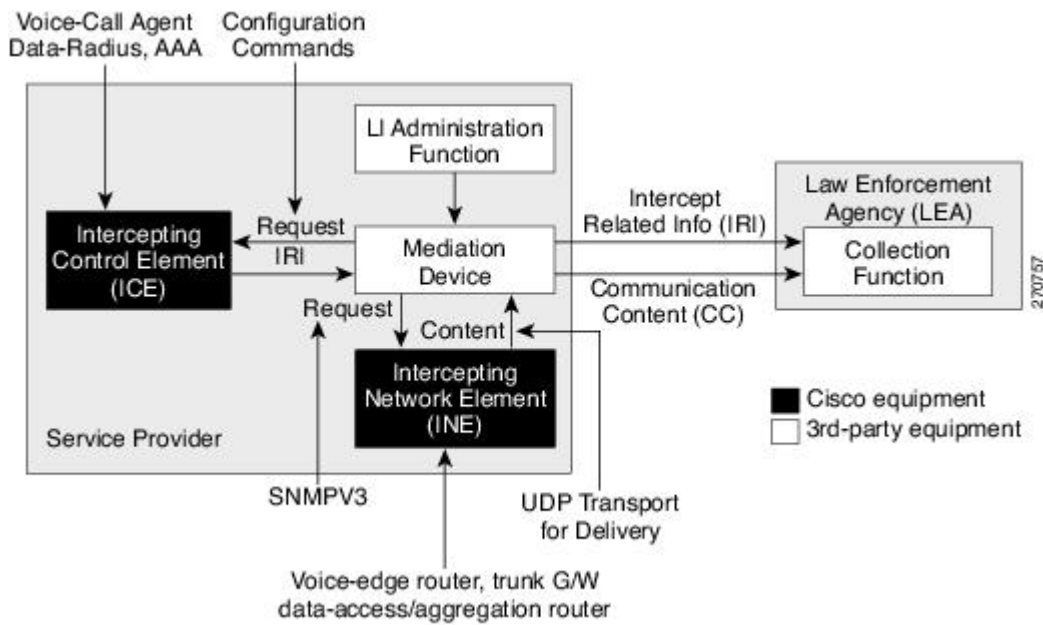 Voice-Call Agent
Data-Radius, AAA
Configuration
Commands
LI Administration
Function
Intercepting
Control Element
(ICE)
Request
IRI
Mediation
Device
Intercept
Related Info (IRI)
Communication
Content (CC)
Law Enforcement
Agency (LEA)
Collection
Function
270757
Request
Content
Intercepting
Network Element
(INE)
Service Provider
Cisco equipment
3rd-party equipment
SNMPV3
UDP Transport
for Delivery
Voice-edge router, trunk G/W
data-access/aggregation router